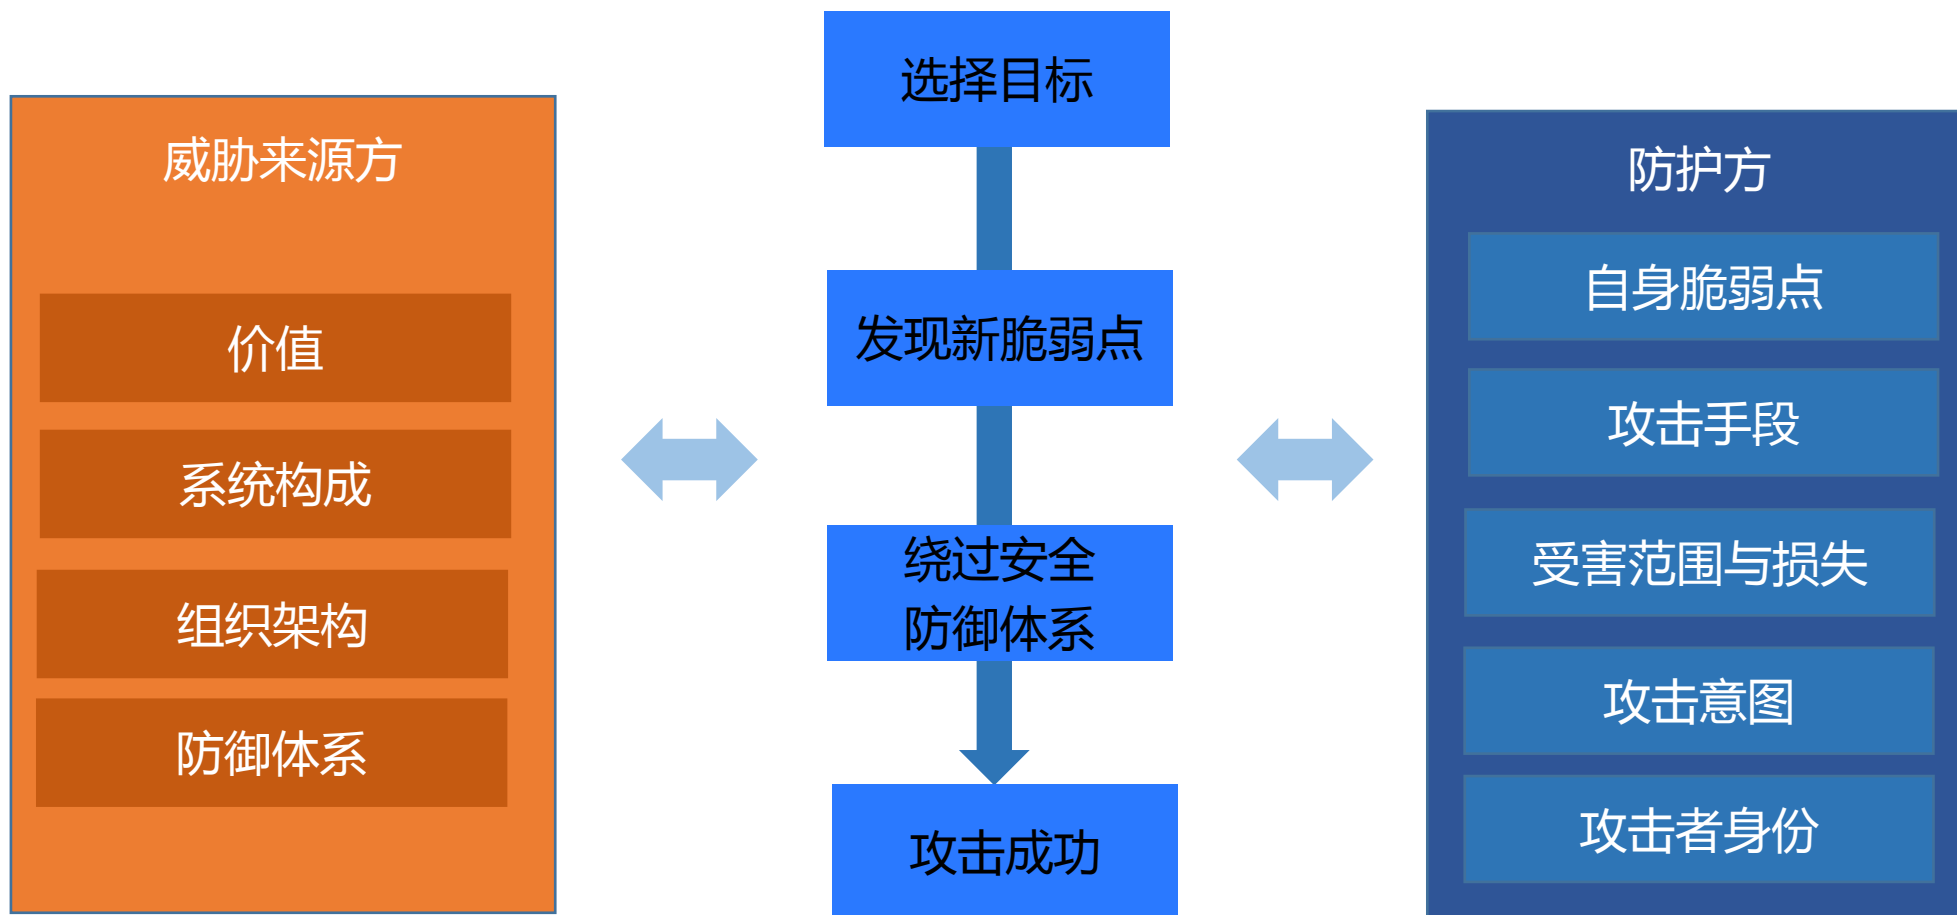 威胁来源方
价值
系统构成
组织架构
防御体系
选择目标
发现新脆弱点
绕过安全
防御体系
攻击成功
防护方
自身脆弱点
攻击手段
受害范围与损失
攻击意图
攻击者身份